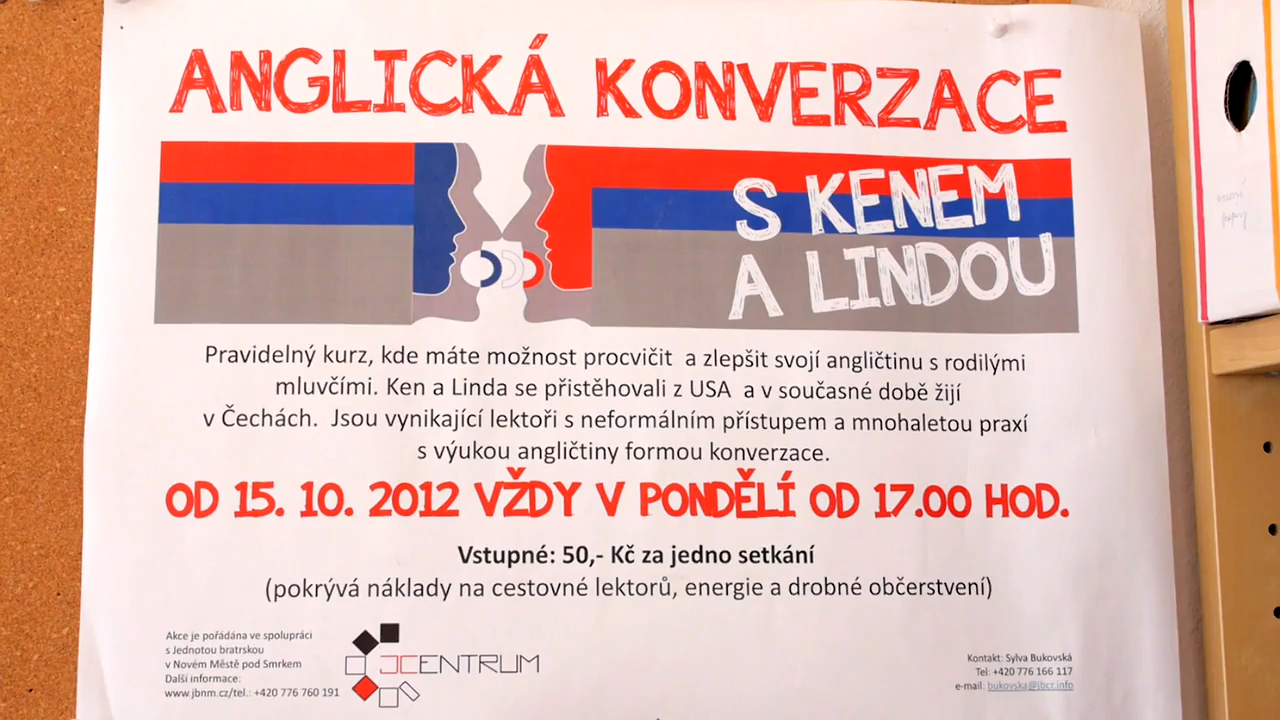 ANGLICKÁ KONVERZACE
S KENEM
A LINDOU
Pravidelný kurz, kde máte možnost procvičit a zlepšit svojí angličtinu s rodilými
mluvčími. Ken a Linda se přistěhovali z USA a v současné době žijí
v Čechách. Jsou vynikající lektoři s neformálním přístupem a mnohaletou praxí
s výukou angličtiny formou konverzace.
OD 15. 10. 2012 VŽDY V PONDĚLÍ OD 17.00 HOD.
Vstupné: 50,- Kč za jedno setkání
(pokrývá náklady na cestovné lektorů, energie a drobné občerstvení)
Akce je pořádána ve spolupráci
s Jednotou bratrskou
v Novém Městě pod Smrkem
Další informace:
www.jbnm.cz/tel.: +420 776 760 191
JCENTRUM
Kontakt: Sylva Bukovská
Tel: +420 776 166 117
e-mail: bukovska@jbcr.info